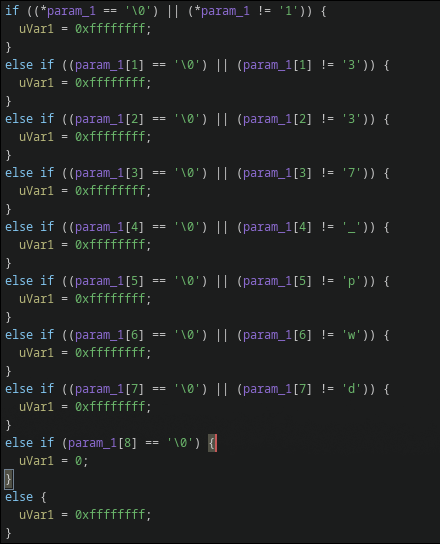 if ((*param_1 == '\0') || (*param_1 != '1')) {
  uVar1 = 0xffffffff;
}
else if ((param_1[1] == '\0') || (param_1[1] != '3')) {
  uVar1 = 0xffffffff;
}
else if ((param_1[2] == '\0') || (param_1[2] != '3')) {
  uVar1 = 0xffffffff;
}
else if ((param_1[3] == '\0') || (param_1[3] != '7')) {
  uVar1 = 0xffffffff;
}
else if ((param_1[4] == '\0') || (param_1[4] != '_')) {
  uVar1 = 0xffffffff;
}
else if ((param_1[5] == '\0') || (param_1[5] != 'p')) {
  uVar1 = 0xffffffff;
}
else if ((param_1[6] == '\0') || (param_1[6] != 'w')) {
  uVar1 = 0xffffffff;
}
else if ((param_1[7] == '\0') || (param_1[7] != 'd')) {
  uVar1 = 0xffffffff;
}
else if (param_1[8] == '\0') {
  uVar1 = 0;
}
else {
  uVar1 = 0xffffffff;
}